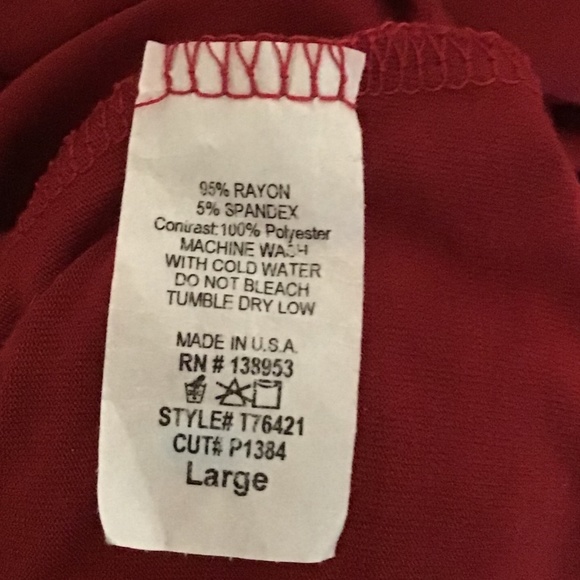 95% RAYON
5% SPANDEX
Contrast:100% Polyester
MACHINE WASH
WITH COLD WATER
DO NOT BLEACH
TUMBLE DRY LOW
MADE IN U.S.A.
RN # 138953
STYLE# T76421
CUT# P1384
Large